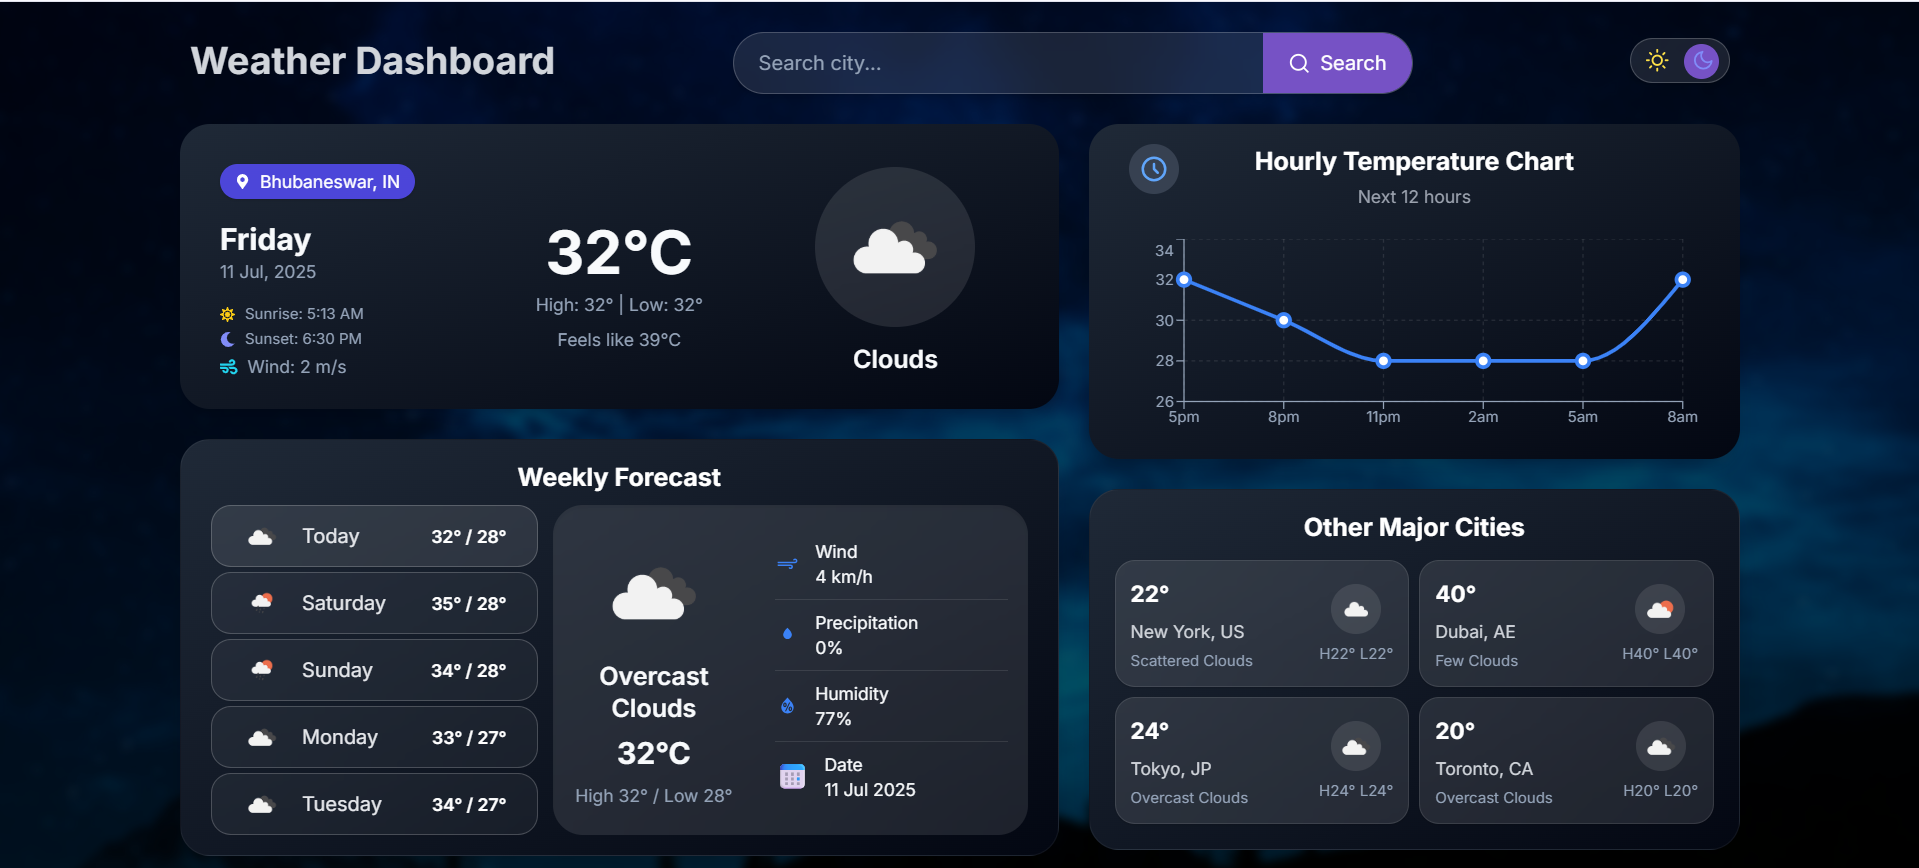 Weather Dashboard
Search city...
Search
Bhubaneswar, IN
Friday
11 Jul, 2025
Sunrise: 5:13 AM
Sunset: 6:30 PM
Wind: 2 m/s
32°C
High: 32° | Low: 32°
Feels like 39°C
Clouds
Hourly Temperature Chart
Next 12 hours
34
32
30
28
26
5pm 8pm 11pm 2am 5am 8am
Weekly Forecast
Today 32° / 28°
Saturday 35° / 28°
Sunday 34° / 28°
Monday 33° / 27°
Tuesday 34° / 27°
Overcast
Clouds
32°C
High 32° / Low 28°
Wind
4 km/h
Precipitation
0%
Humidity
77%
Date
11 Jul 2025
Other Major Cities
22°
New York, US
Scattered Clouds
H22° L22°
40°
Dubai, AE
Few Clouds
H40° L40°
24°
Tokyo, JP
Overcast Clouds
H24° L24°
20°
Toronto, CA
Overcast Clouds
H20° L20°